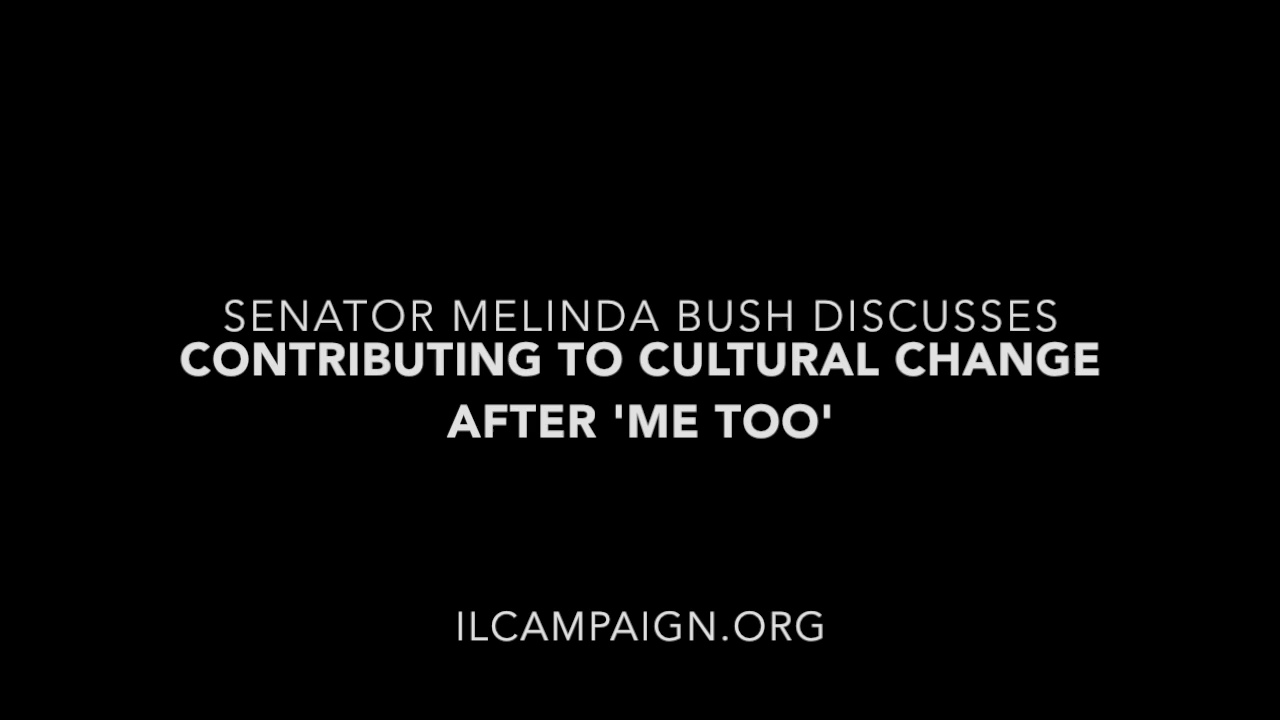 SENATOR MELINDA BUSH DISCUSSES
CONTRIBUTING TO CULTURAL CHANGE
AFTER 'ME TOO'
ILCAMPAIGN.ORG